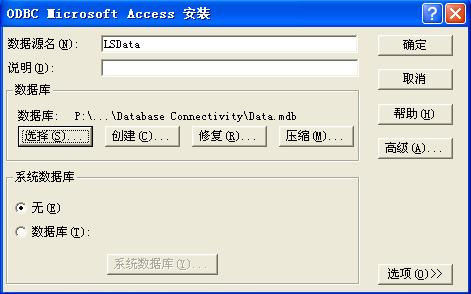 ODBC Microsoft Access 安装
数据源名(N):
LSData
确定
说明(D):
取消
数据库
数据库: P:\...\Database Connectivity\Data.mdb
选择(S)... 创建(C)... 修复(R)... 压缩(M)...
帮助(H)
高级(A)...
系统数据库
无(E)
数据库(T):
系统数据库(Y)...
选项(O)>>